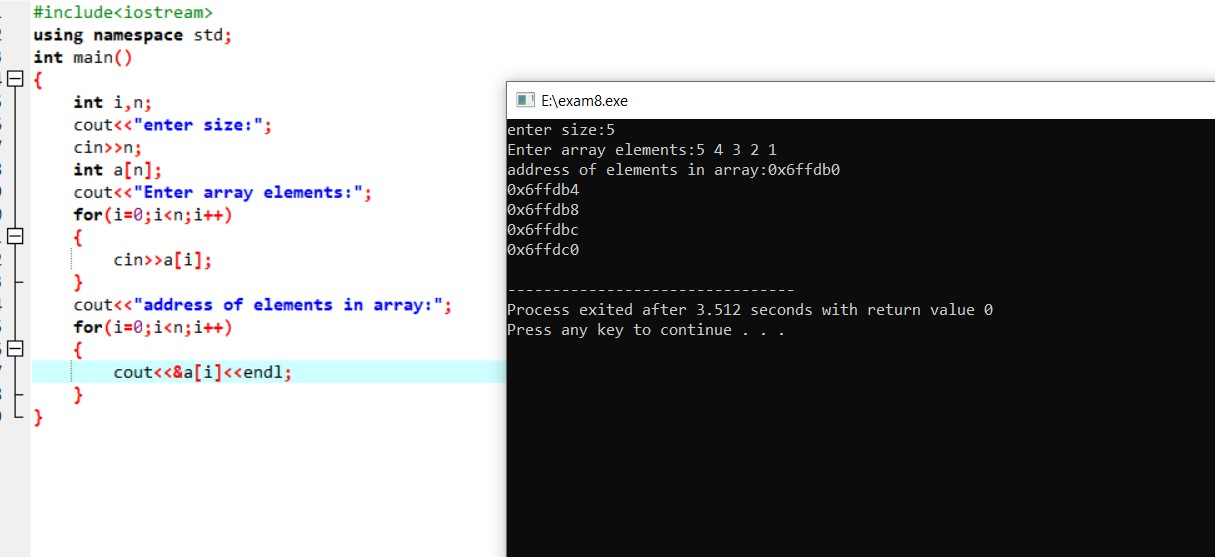 #include<iostream>
using namespace std;
int main()
{
    int i,n;
    cout<<"enter size:";
    cin>>n;
    int a[n];
    cout<<"Enter array elements:";
    for(i=0;i<n;i++)
    {
        cin>>a[i];
    }
    cout<<"address of elements in array:";
    for(i=0;i<n;i++)
    {
        cout<<&a[i]<<endl;
    }
}
E:\exam8.exe
enter size:5
Enter array elements:5 4 3 2 1
address of elements in array:0x6ffdb0
0x6ffdb4
0x6ffdb8
0x6ffdbc
0x6ffdc0
--------------------------------
Process exited after 3.512 seconds with return value 0
Press any key to continue . . .